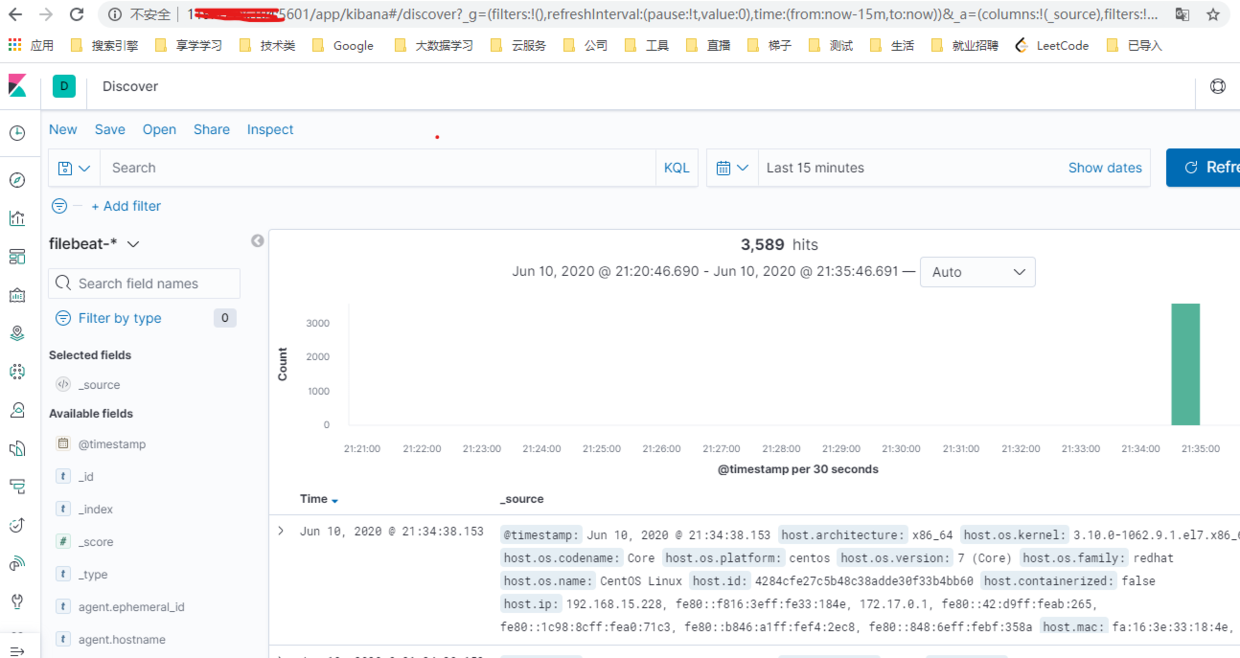 不安全 5601/app/kibana#/discover?_g=(filters:!(),refreshInterval:(pause:!t,value:0),time:(from:now-15m,to:now))&_a=(columns:!(_source),filters:!...
应用 搜索引擎 享学学习 技术类 Google 大数据学习 云服务 公司 工具 直播 梯子 测试 生活 就业招聘 LeetCode 已导入
D Discover
New Save Open Share Inspect
Search KQL Last 15 minutes Show dates Refre
+ Add filter
filebeat-*
3,589 hits
Jun 10, 2020 @ 21:20:46.690 - Jun 10, 2020 @ 21:35:46.691 — Auto
Search field names
Filter by type 0
Selected fields
_source
Available fields
@timestamp
t _id
t _index
# _score
t _type
t agent.ephemeral_id
t agent.hostname
Count
3000
2000
1000
0
21:21:00 21:22:00 21:23:00 21:24:00 21:25:00 21:26:00 21:27:00 21:28:00 21:29:00 21:30:00 21:31:00 21:32:00 21:33:00 21:34:00 21:35:00
@timestamp per 30 seconds
Time _source
Jun 10, 2020 @ 21:34:38.153 @timestamp: Jun 10, 2020 @ 21:34:38.153 host.architecture: x86_64 host.os.kernel: 3.10.0-1062.9.1.el7.x86_6
host.os.codename: Core host.os.platform: centos host.os.version: 7 (Core) host.os.family: redhat
host.os.name: CentOS Linux host.id: 4284cfe27c5b48c38adde30f33b4bb60 host.containerized: false
host.ip: 192.168.15.228, fe80::f816:3eff:fe33:184e, 172.17.0.1, fe80::42:d9ff:feab:265,
fe80::1c98:8cff:fea0:71c3, fe80::b846:a1ff:fef4:2ec8, fe80::848:6eff:febf:358a host.mac: fa:16:3e:33:18:4e,